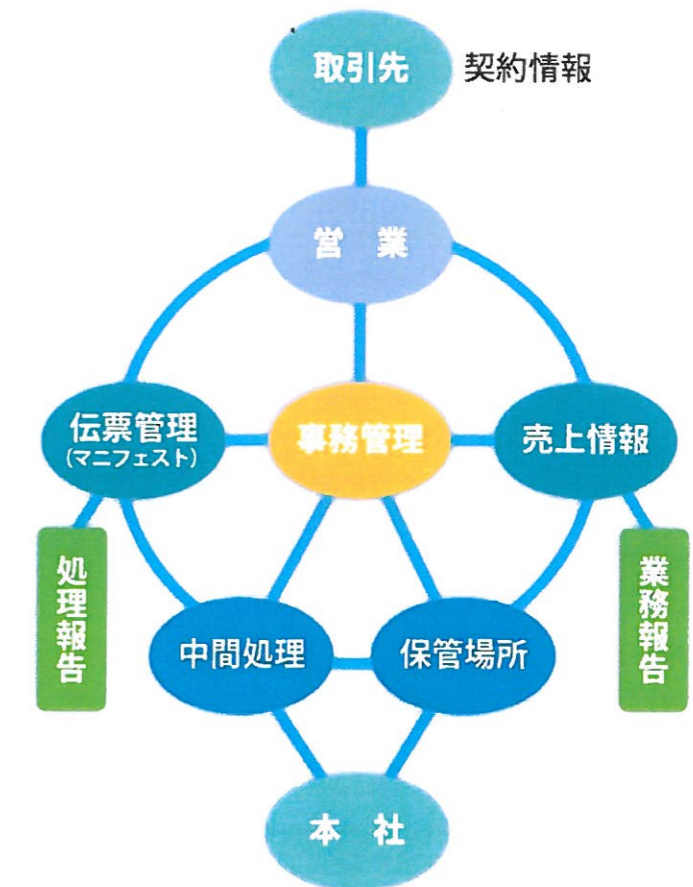 取引先
契約情報
営業
伝票管理
(マニフェスト)
事務管理
売上情報
処理報告
業務報告
中間処理
保管場所
本社